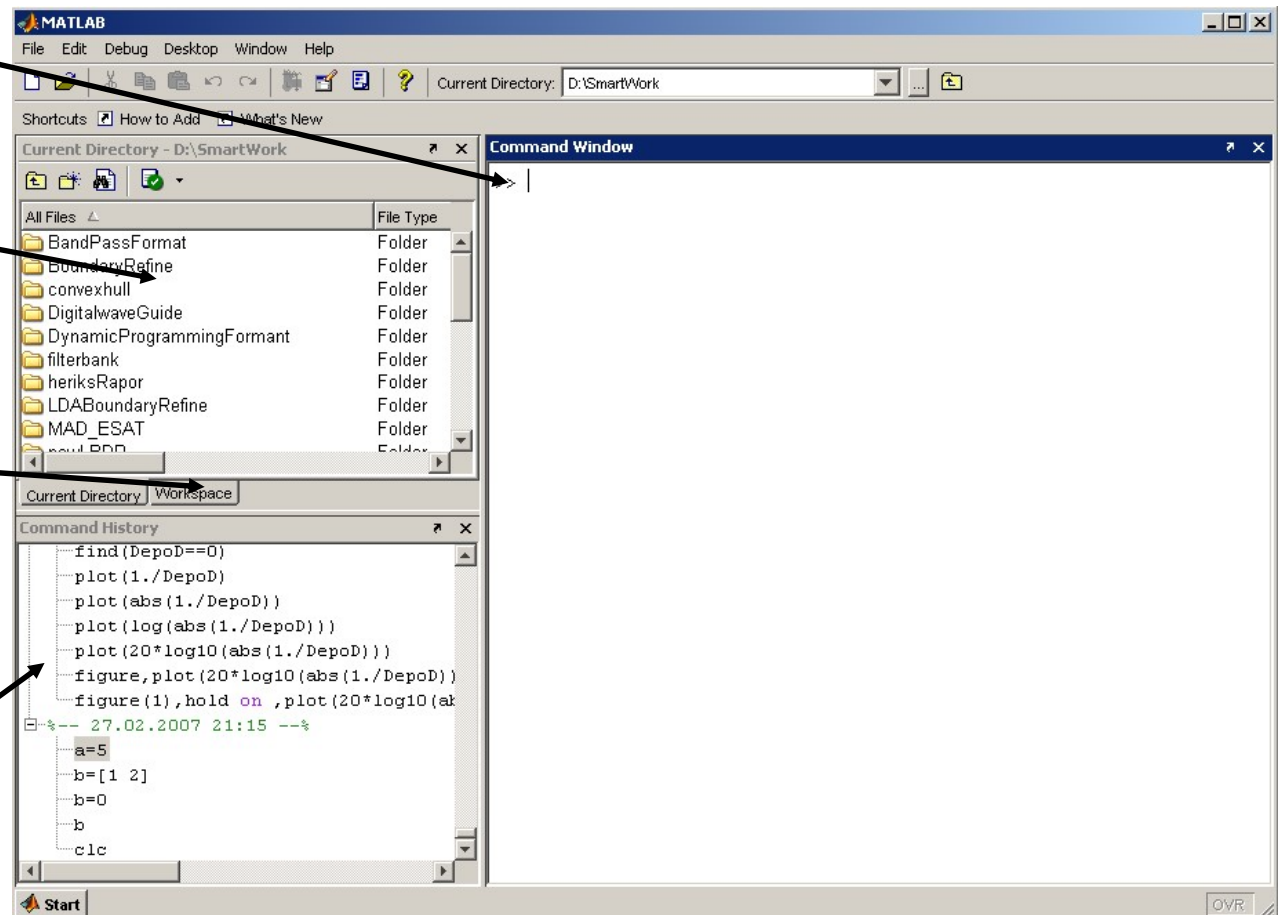 MATLAB
File Edit Debug Desktop Window Help
Current Directory: D:\SmartWork
...
Shortcuts How to Add What's New
Current Directory - D:\SmartWork
All Files File Type
BandPassFormat Folder
BoundaryRefine Folder
convexhull Folder
DigitalwaveGuide Folder
DynamicProgrammingFormant Folder
filterbank Folder
heriksRapor Folder
LDABoundaryRefine Folder
MAD_ESAT Folder
Folder
Current Directory Workspace
Command History
find(DepoD==0)
plot(1./DepoD)
plot(abs(1./DepoD))
plot(log(abs(1./DepoD)))
plot(20*log10(abs(1./DepoD)))
figure,plot(20*log10(abs(1./DepoD))
figure(1),hold on ,plot(20*log10(ab
%-- 27.02.2007 21:15 --%
a=5
b=[1 2]
b=0
b
clc
Command Window
>>
Start
OVR